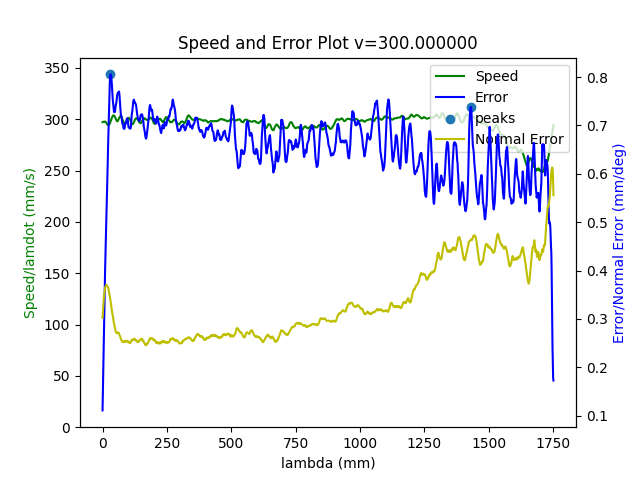 Speed and Error Plot v=300.000000
Speed
Error
peaks
Normal Error
Speed/lamdot (mm/s)
350
300
250
200
150
100
50
0
0.8
0.7
0.6
0.5
0.4
0.3
0.2
0.1
Error/Normal Error (mm/deg)
0 250 500 750 1000 1250 1500 1750
lambda (mm)